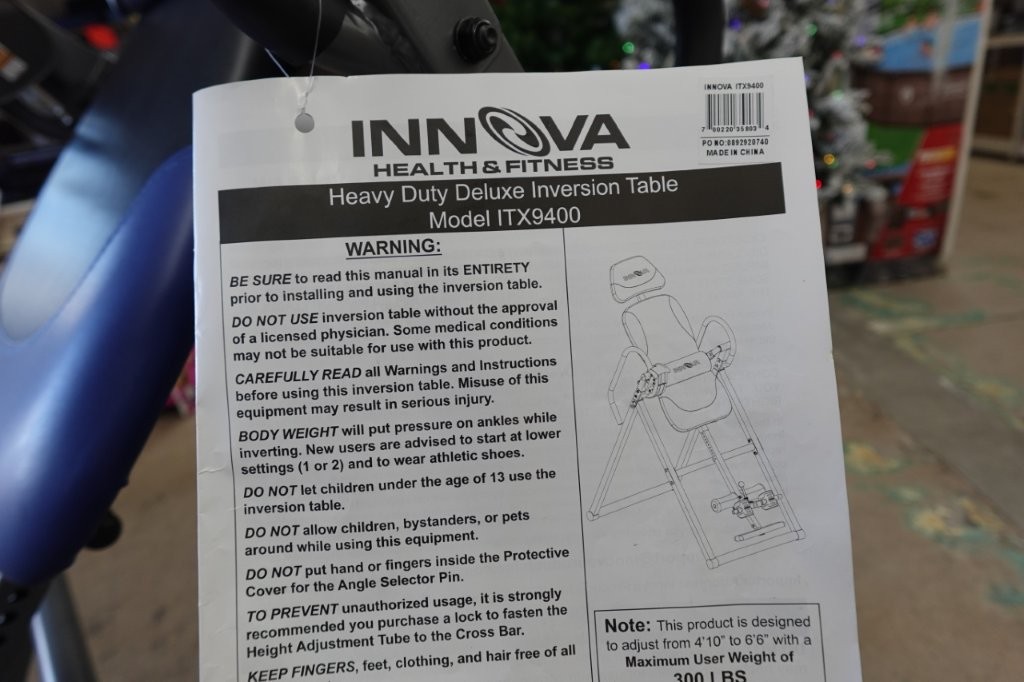 INNOVA
HEALTH & FITNESS
INNOVA ITX9400
PO NO:0892920740
MADE IN CHINA
Heavy Duty Deluxe Inversion Table
Model ITX9400
WARNING:
BE SURE to read this manual in its ENTIRETY
prior to installing and using the inversion table.
DO NOT USE inversion table without the approval
of a licensed physician. Some medical conditions
may not be suitable for use with this product.
CAREFULLY READ all Warnings and Instructions
before using this inversion table. Misuse of this
equipment may result in serious injury.
BODY WEIGHT will put pressure on ankles while
inverting. New users are advised to start at lower
settings (1 or 2) and to wear athletic shoes.
DO NOT let children under the age of 13 use the
inversion table.
DO NOT allow children, bystanders, or pets
around while using this equipment.
DO NOT put hand or fingers inside the Protective
Cover for the Angle Selector Pin.
TO PREVENT unauthorized usage, it is strongly
recommended you purchase a lock to fasten the
Height Adjustment Tube to the Cross Bar.
KEEP FINGERS, feet, clothing, and hair free of all
Note: This product is designed
to adjust from 4'10" to 6'6" with a
Maximum User Weight of
300 LBS